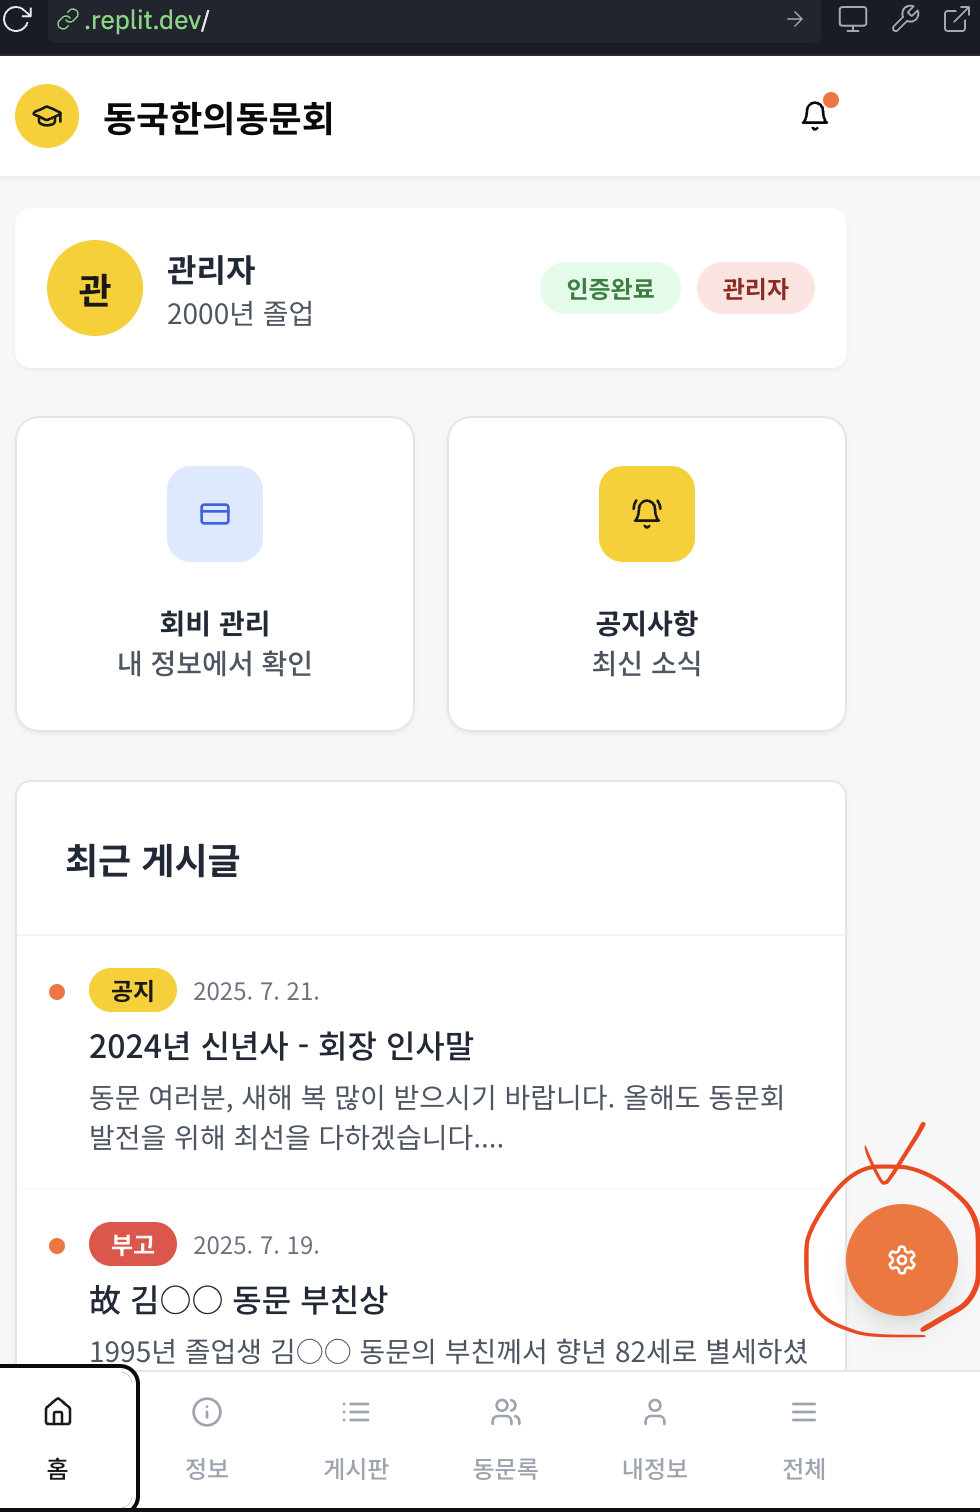 .replit.dev/
동국한의동문회
관
관리자
2000년 졸업
인증완료
관리자
회비 관리
내 정보에서 확인
공지사항
최신 소식
최근 게시글
공지
2025. 7. 21.
2024년 신년사 - 회장 인사말
동문 여러분, 새해 복 많이 받으시기 바랍니다. 올해도 동문회
발전을 위해 최선을 다하겠습니다....
부고
2025. 7. 19.
故 김○○ 동문 부친상
1995년 졸업생 김○○ 동문의 부친께서 향년 82세로 별세하셨
홈
정보
게시판
동문록
내정보
전체